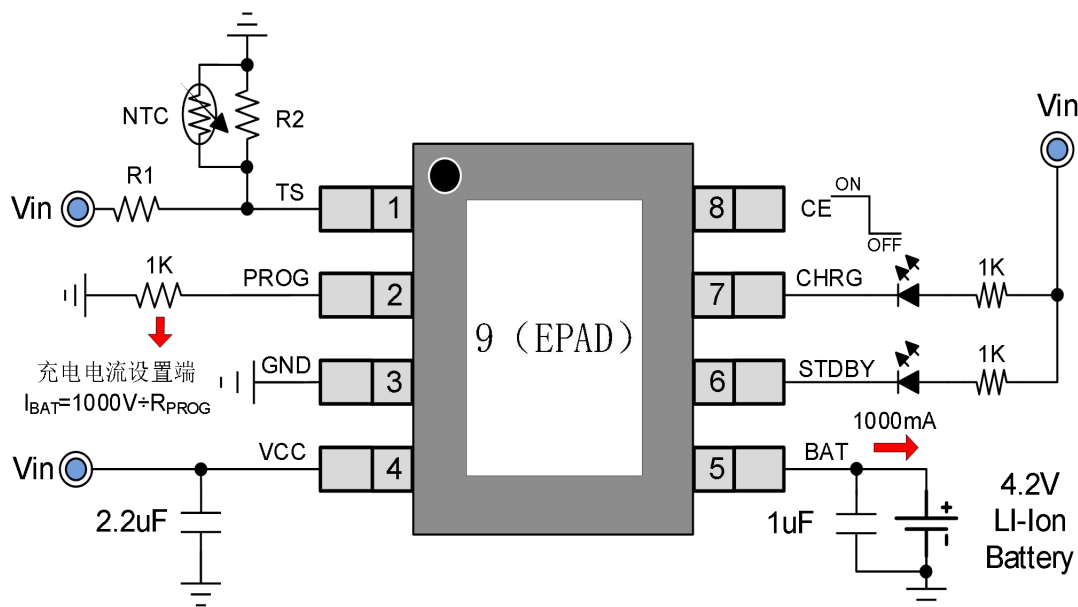 NTC
R2
R1
Vin
TS
1
1K
PROG
2
充电电流设置端
IBAT=1000V÷RPROG
GND
3
Vin
VCC
4
2.2uF
9（EPAD）
Vin
8
CE
ON
OFF
7
CHRG
1K
6
STDBY
1K
1000mA
5
BAT
1uF
+
-
4.2V
LI-Ion
Battery